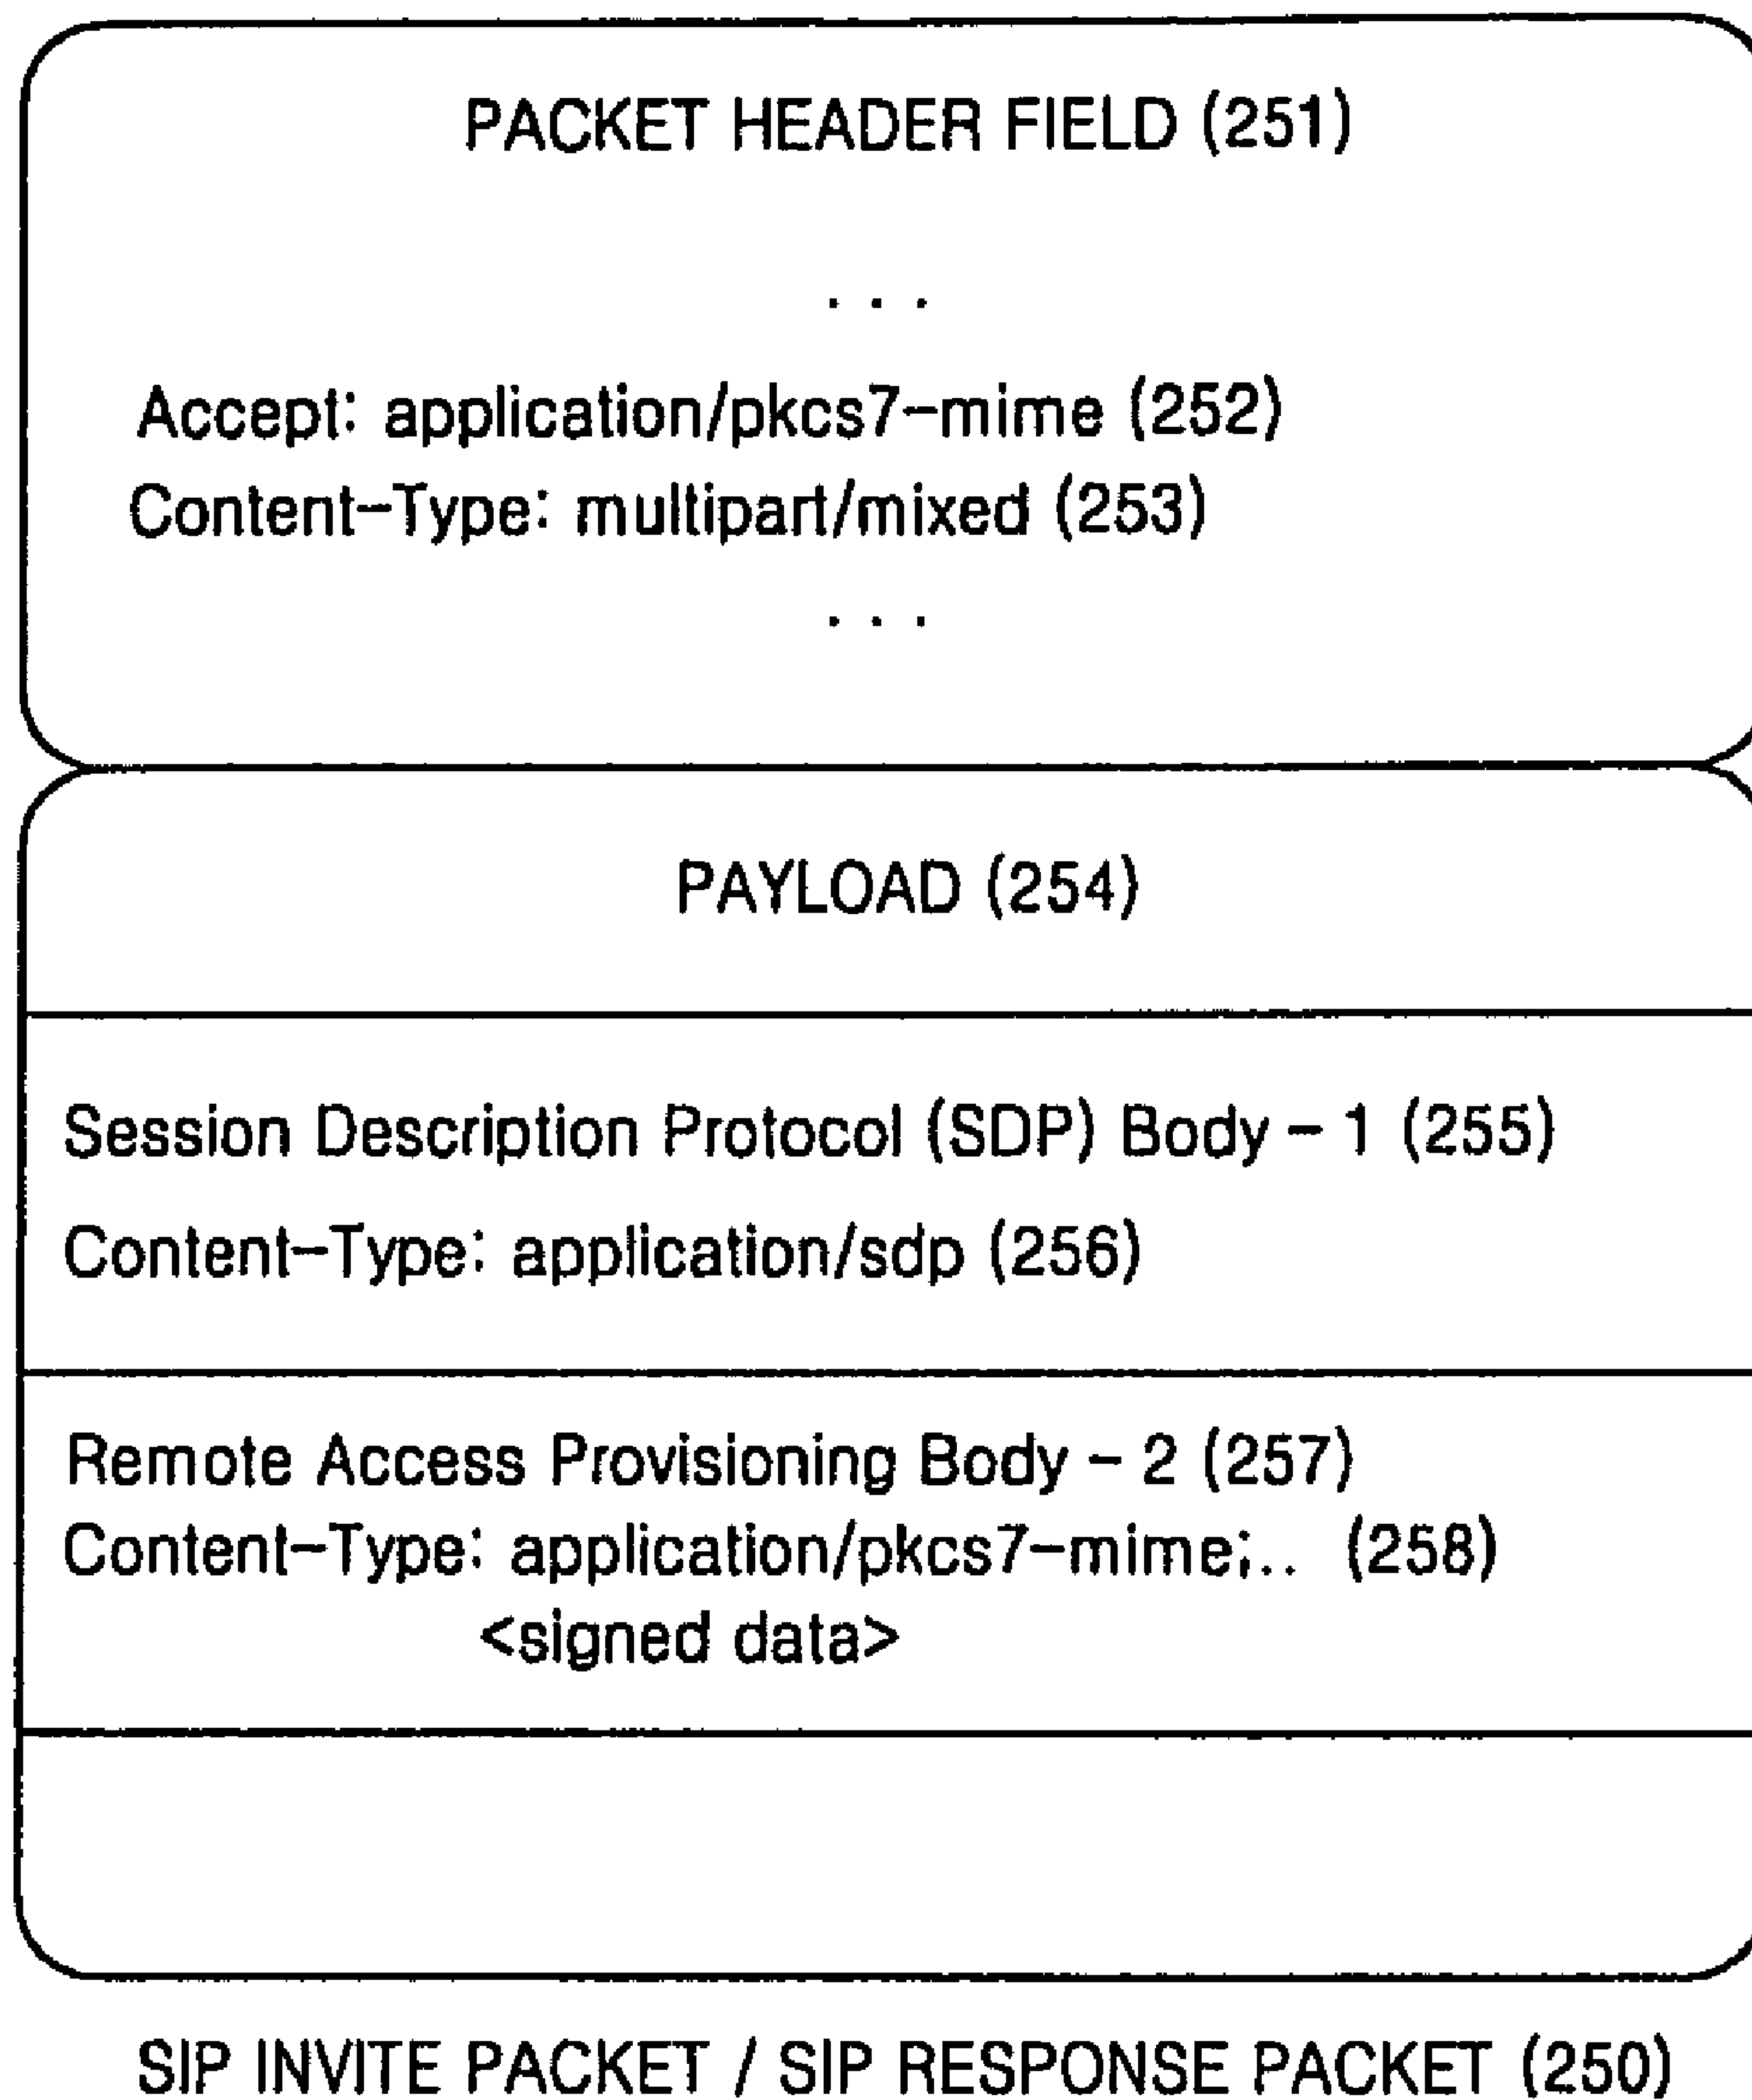 PACKET HEADER FIELD (251)
. . .
Accept: application/pkcs7-mime (252)
Content-Type: multipart/mixed (253)
. . .
PAYLOAD (254)
Session Description Protocol (SDP) Body - 1 (255)
Content-Type: application/sdp (256)
Remote Access Provisioning Body - 2 (257)
Content-Type: application/pkcs7-mime;.. (258)
<signed data>
SIP INVITE PACKET / SIP RESPONSE PACKET (250)